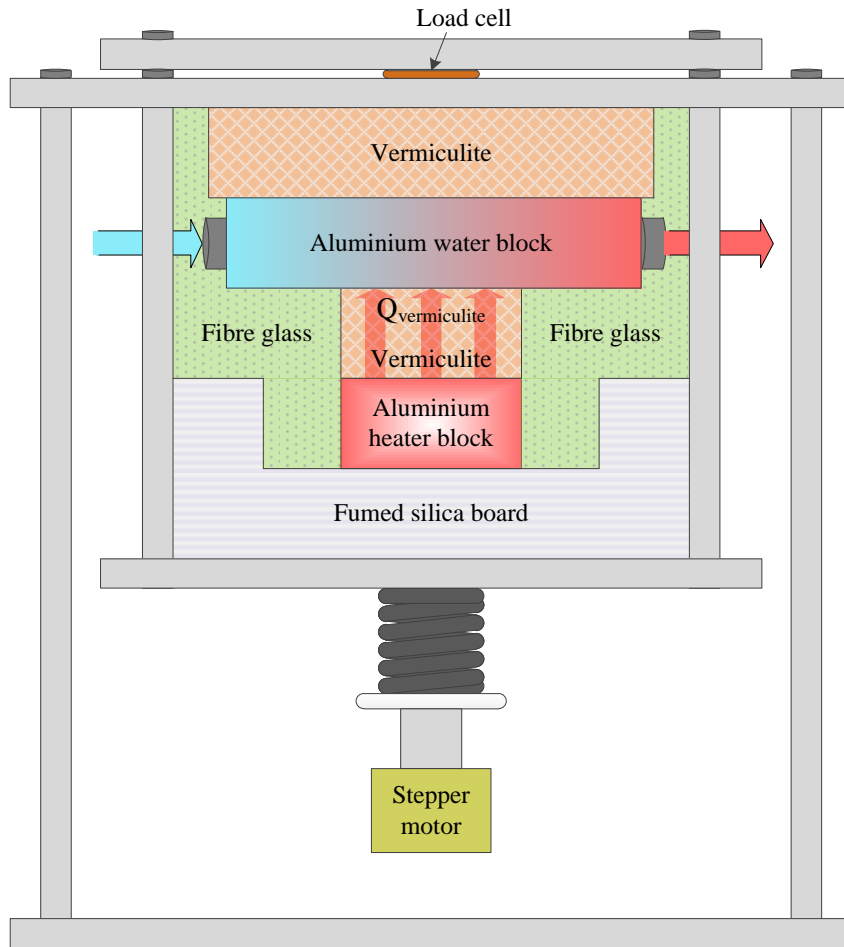 Load cell
Vermiculite
Aluminium water block
Qvermiculite
Fibre glass
Vermiculite
Fibre glass
Aluminium
heater block
Fumed silica board
Stepper
motor